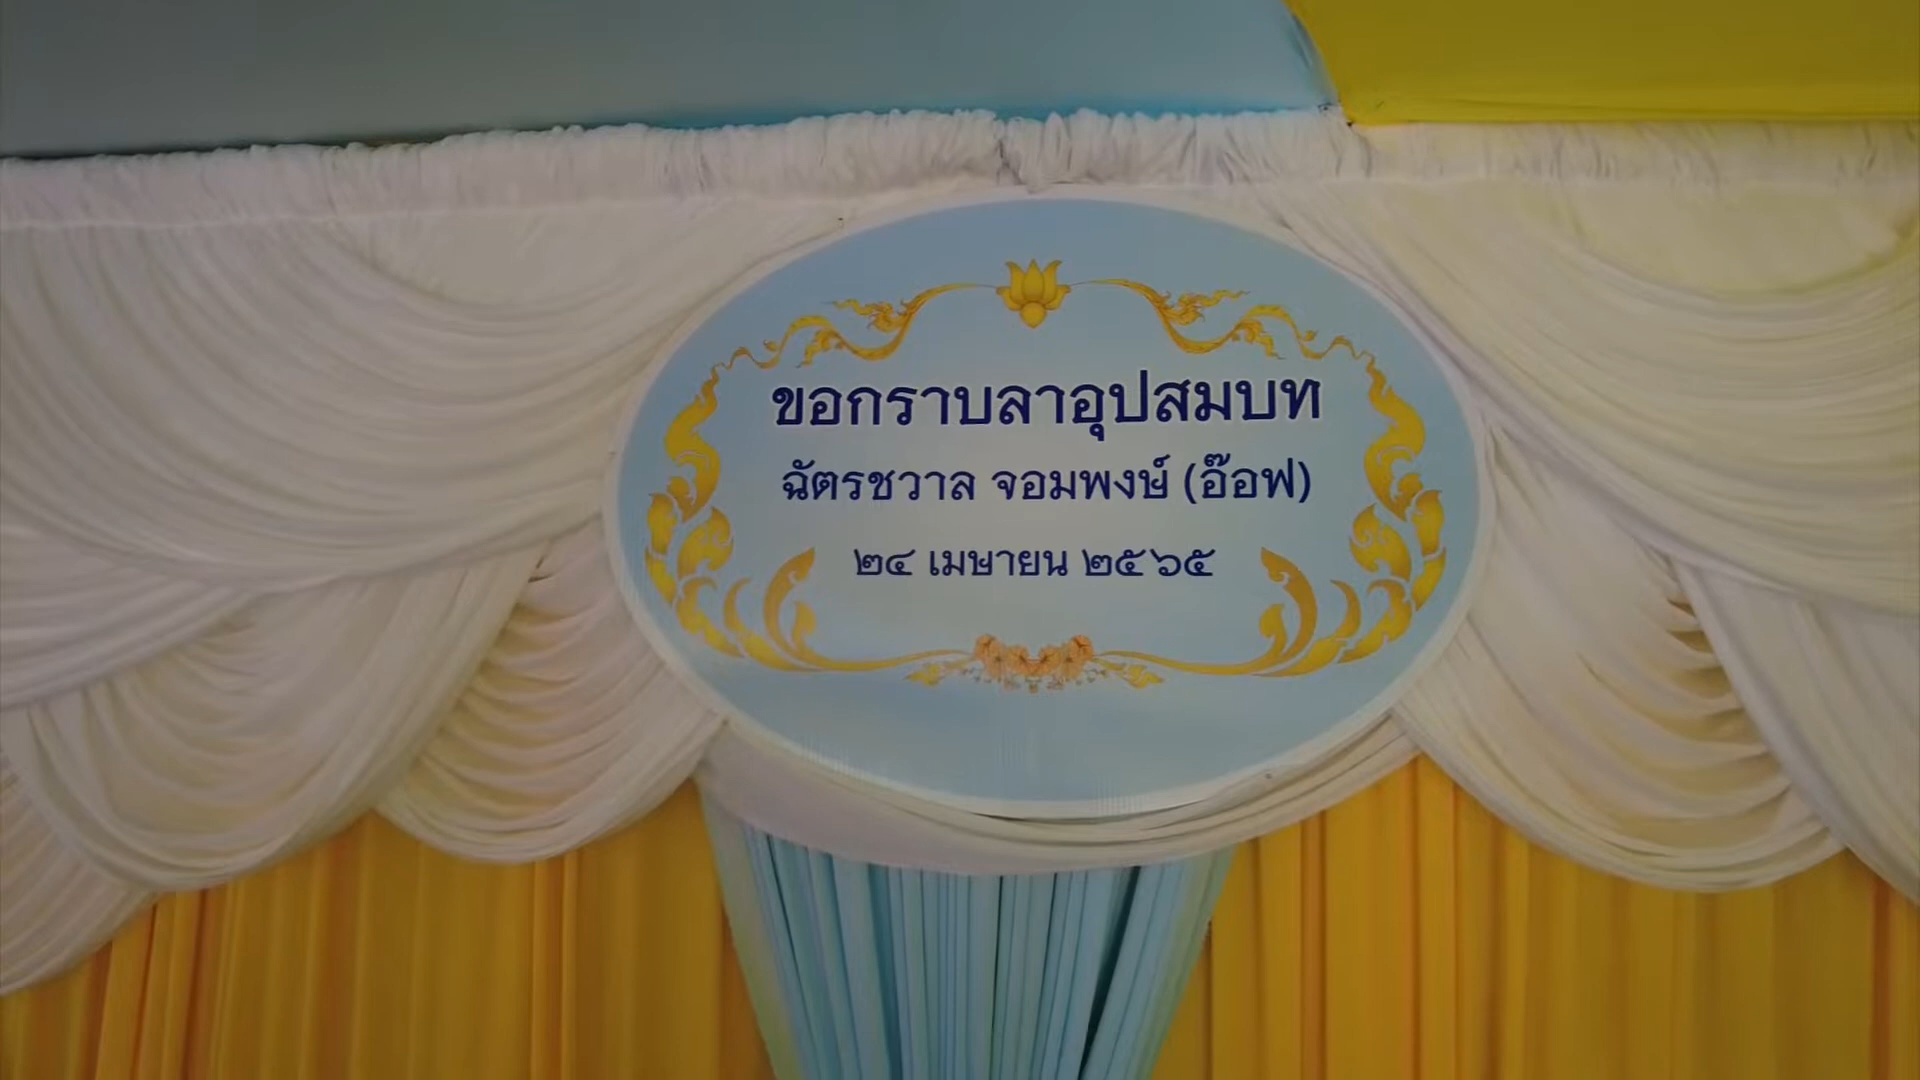 ขอกราบลาอุปสมบท
ฉัตรชวาล จอมพงษ์ (อ๊อฟ)
๒๔ เมษายน ๒๕๖๕